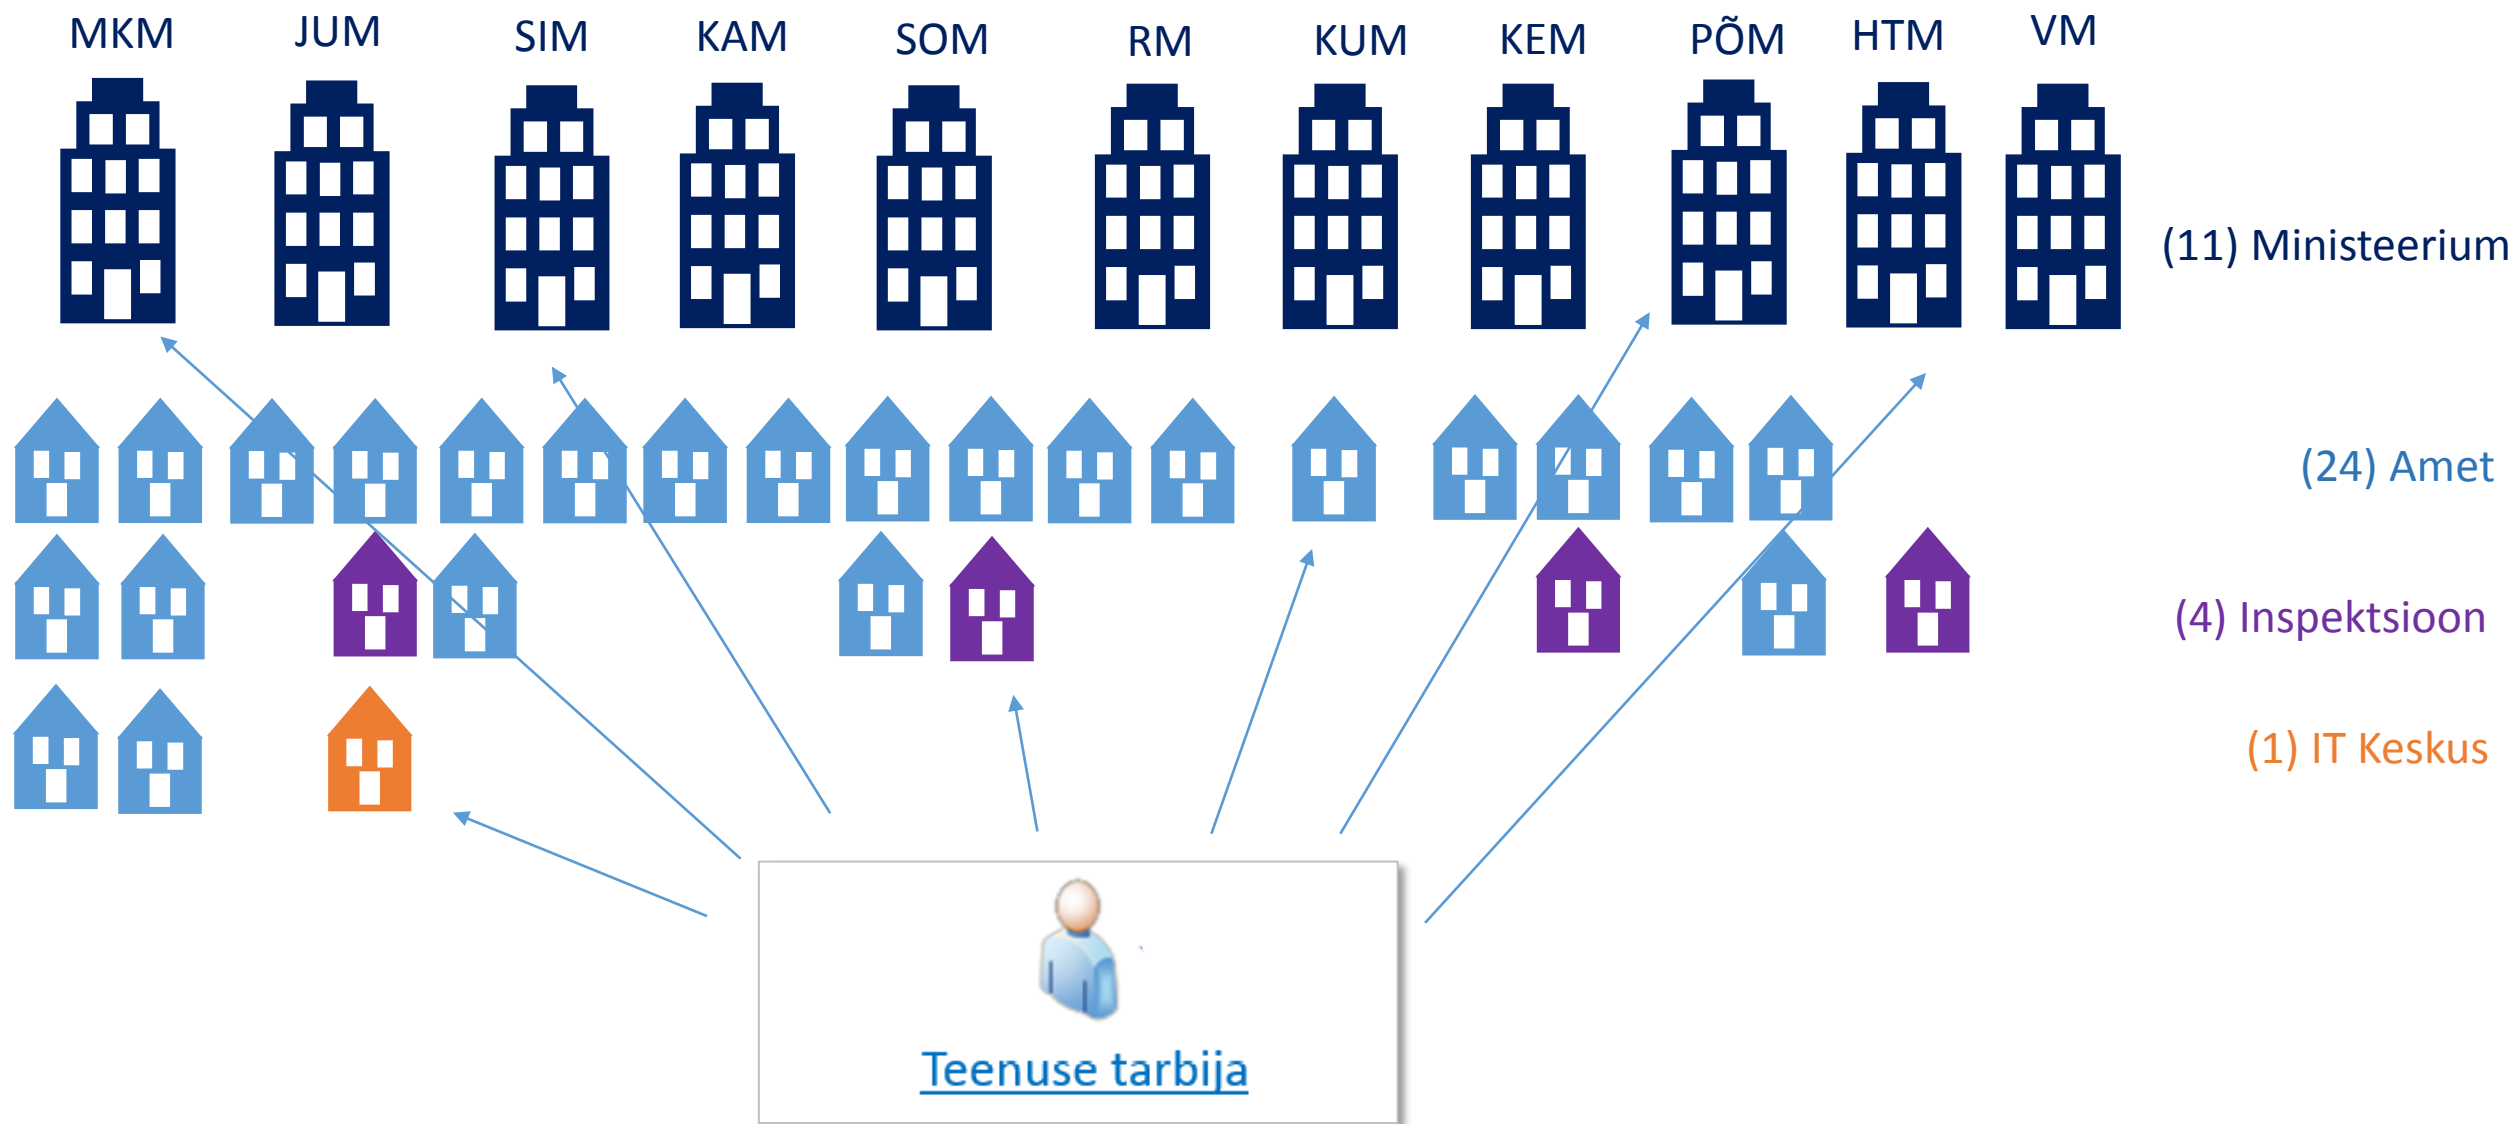 MKM JUM SIM KAM SOM RM KUM KEM PÕM HTM VM
(11) Ministeerium
(24) Amet
(4) Inspektsioon
(1) IT Keskus
Teenuse tarbija